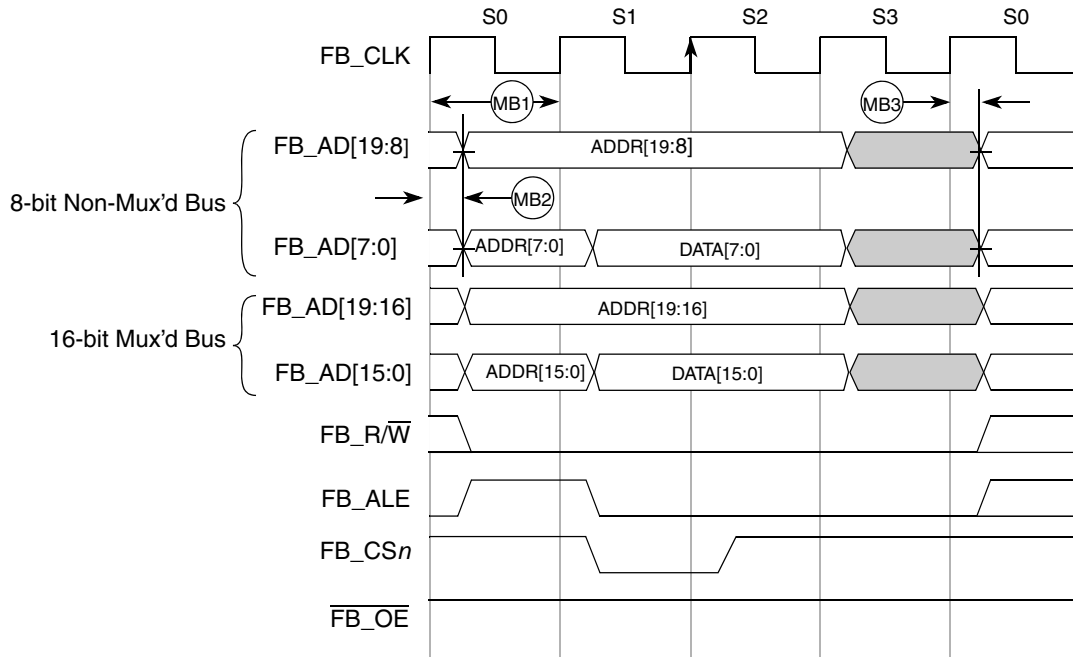 S0 S1 S2 S3 S0
FB_CLK
MB1 MB3
FB_AD[19:8] ADDR[19:8]
8-bit Non-Mux'd Bus
MB2
FB_AD[7:0] ADDR[7:0] DATA[7:0]
FB_AD[19:16] ADDR[19:16]
16-bit Mux'd Bus
FB_AD[15:0] ADDR[15:0] DATA[15:0]
FB_R/W̅
FB_ALE
FB_CSn
F̅B̅_̅O̅E̅